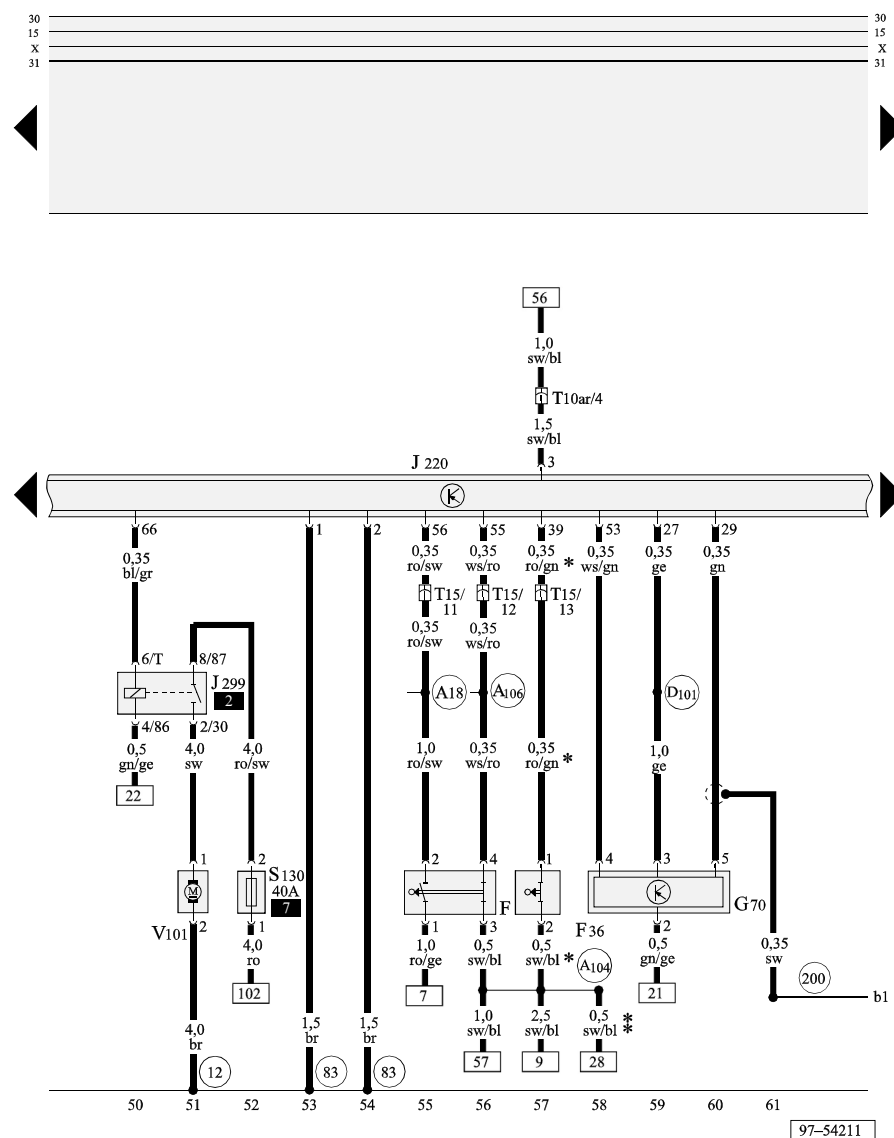 30 30
15 15
X X
31 31
56
1,0
sw/bl
T10ar/4
1,5
sw/bl
J 220
3
66 1 2 56 55 39 53 27 29
0,35 0,35 0,35 0,35 0,35 0,35 0,35
bl/gr ro/sw ws/ro ro/gn * ws/gn ge gn
T15/ T15/ T15/
11 12 13
0,35 0,35
ro/sw ws/ro
6/T 8/87
J 299
2
A18 A106 D101
4/86 2/30
0,5 4,0 4,0 1,0 0,35 0,35 1,0
gn/ge sw ro/sw ro/sw ws/ro ro/gn * ge
22
1 2 2 4 1 4 3 5
S 130
40A
7
M
F
G 70
V101
2 1 1 3 2 F 36 2
4,0 1,0 0,5 0,5 0,5 0,35
ro ro/ge sw/bl sw/bl * A104 gn/ge sw
102 7 21 200 b1
4,0 1,5 1,5 1,0 2,5 0,5
br br br sw/bl sw/bl sw/bl * *
12 83 83 57 9 28
50 51 52 53 54 55 56 57 58 59 60 61
97–54211